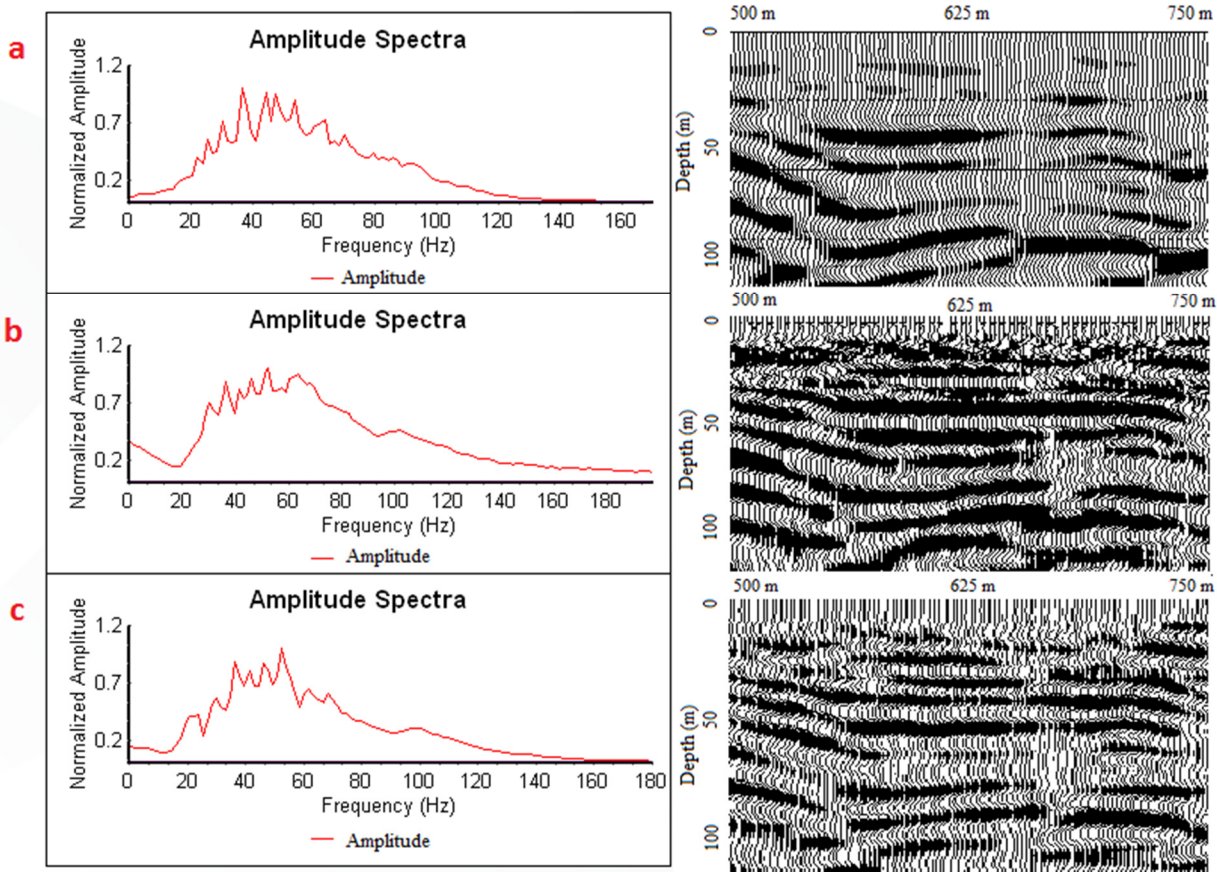 a
Amplitude Spectra
Normalized Amplitude
1.2
0.7
0.2
0 20 40 60 80 100 120 140 160
Frequency (Hz)
Amplitude
500 m 625 m 750 m
Depth (m)
0
50
100
b
Amplitude Spectra
Normalized Amplitude
1.2
0.7
0.2
0 20 40 60 80 100 120 140 160 180
Frequency (Hz)
Amplitude
500 m 625 m 750 m
Depth (m)
0
50
100
c
Amplitude Spectra
Normalized Amplitude
1.2
0.7
0.2
0 20 40 60 80 100 120 140 160 180
Frequency (Hz)
Amplitude
500 m 625 m 750 m
Depth (m)
0
50
100